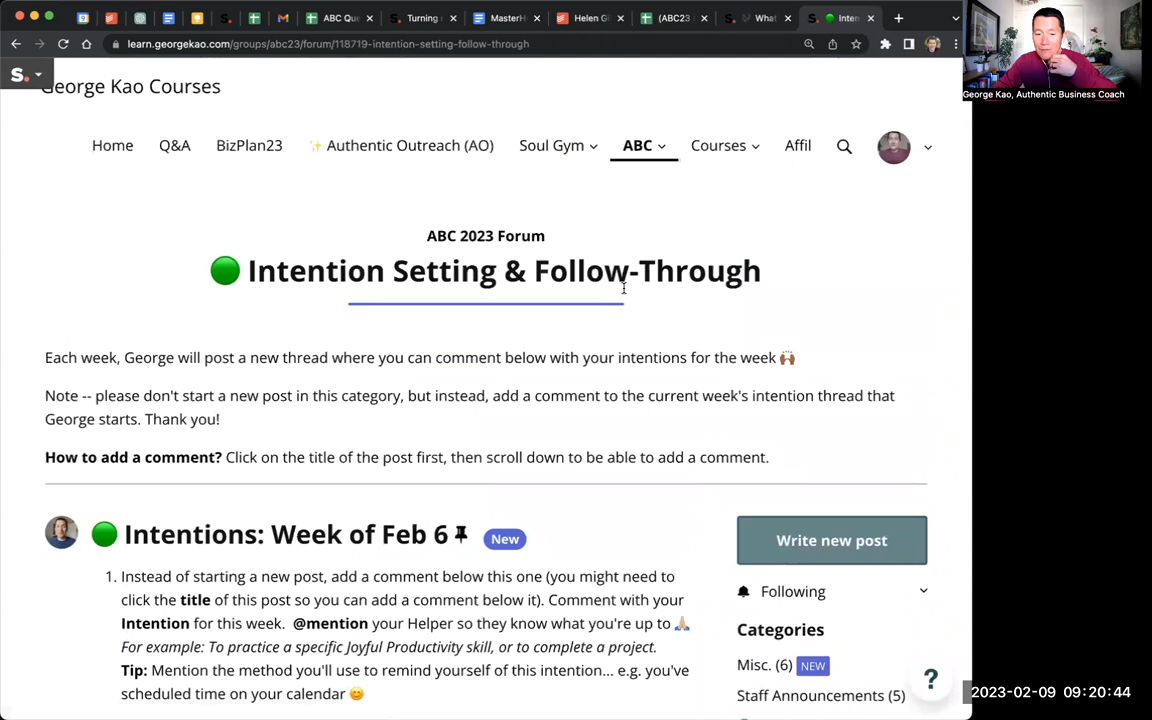 ABC Que
Turning
MasterH
Helen G
(ABC23
What
Inten
learn.georgekao.com/groups/abc23/forum/118719-intention-setting-follow-through
George Kao, Authentic Business Coach
S.
George Kao Courses
Home Q&A BizPlan23 ✨ Authentic Outreach (AO) Soul Gym ABC Courses Affil
ABC 2023 Forum
🟢 Intention Setting & Follow-Through
Each week, George will post a new thread where you can comment below with your intentions for the week 🙌🏾
Note -- please don't start a new post in this category, but instead, add a comment to the current week's intention thread that
George starts. Thank you!
How to add a comment? Click on the title of the post first, then scroll down to be able to add a comment.
🟢 Intentions: Week of Feb 6 New
1. Instead of starting a new post, add a comment below this one (you might need to
click the title of this post so you can add a comment below it). Comment with your
Intention for this week. @mention your Helper so they know what you're up to 🙏🏼
For example: To practice a specific Joyful Productivity skill, or to complete a project.
Tip: Mention the method you'll use to remind yourself of this intention... e.g. you've
scheduled time on your calendar 😊
Write new post
Following
Categories
Misc. (6) NEW
Staff Announcements (5)
?
2023-02-09 09:20:44